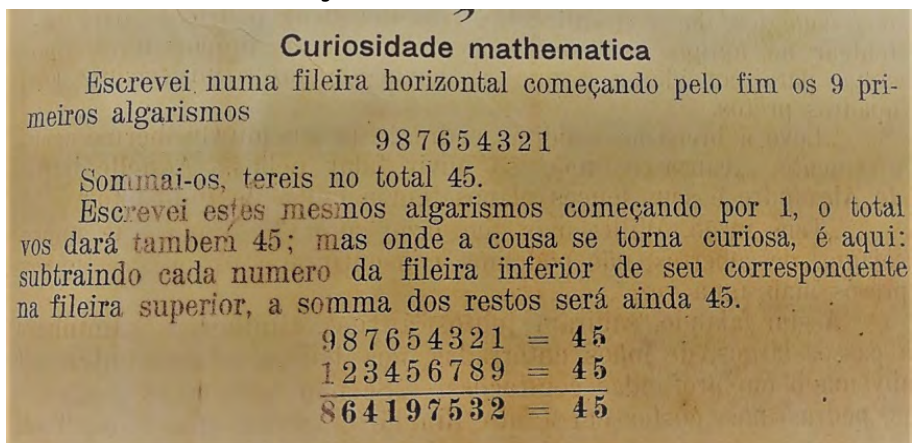 Curiosidade mathematica
Escrevei numa fileira horizontal começando pelo fim os 9 pri-
meiros algarismos
987654321
Sommai-os, tereis no total 45.
Escrevei estes mesmos algarismos começando por 1, o total
vos dará tambem 45; mas onde a cousa se torna curiosa, é aqui:
subtraindo cada numero da fileira inferior de seu correspondente
na fileira superior, a somma dos restos será ainda 45.
987654321 = 45
123456789 = 45
864197532 = 45